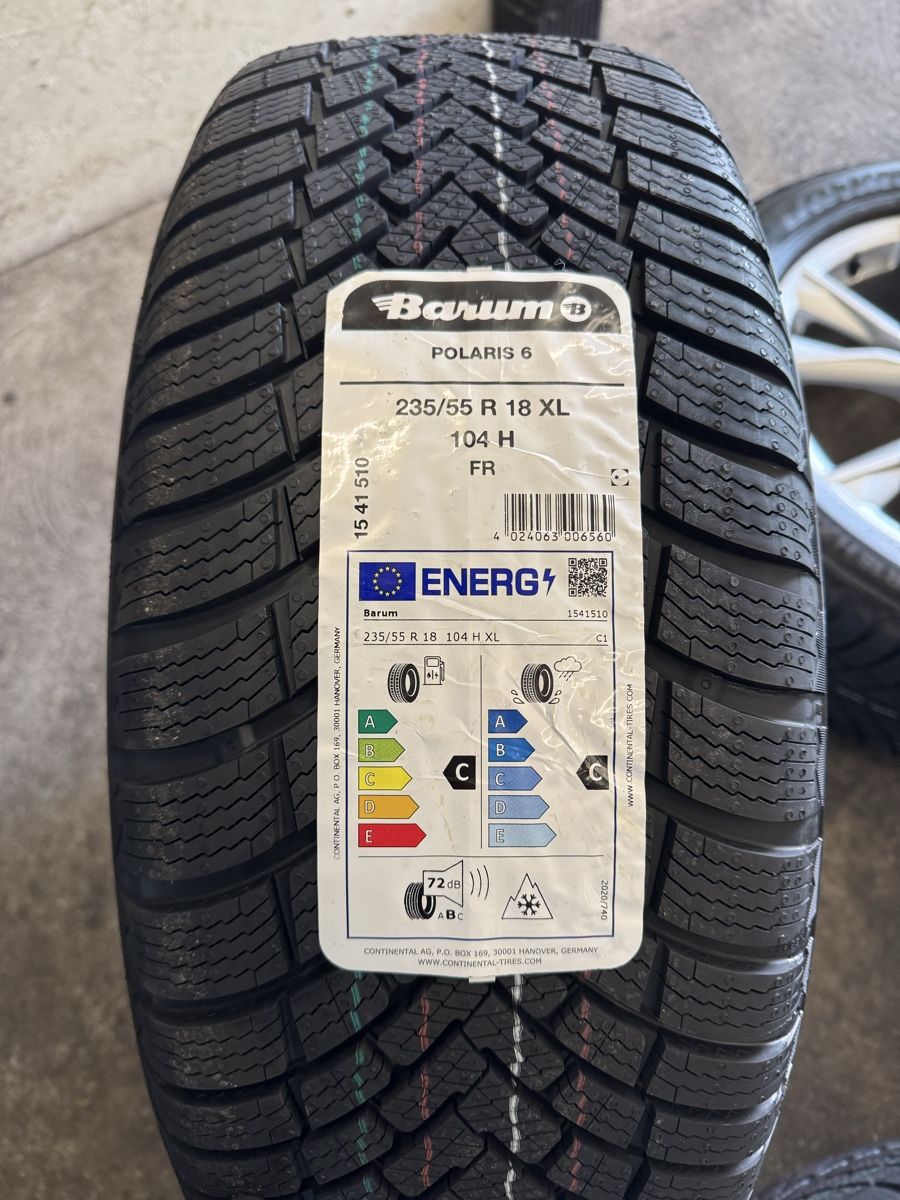 Barum B
POLARIS 6
235/55 R 18 XL
104 H
FR
15 41 510
4 024063 006560
ENERG
Barum 1541510
235/55 R 18 104 H XL C1
A
B
C
D
E
C
A
B
C
D
E
C
72 dB
ABC
2020/740
CONTINENTAL AG, P.O. BOX 169, 30001 HANOVER, GERMANY
WWW.CONTINENTAL-TIRES.COM
CONTINENTAL AG, P.O. BOX 169, 30001 HANOVER, GERMANY
WWW.CONTINENTAL-TIRES.COM